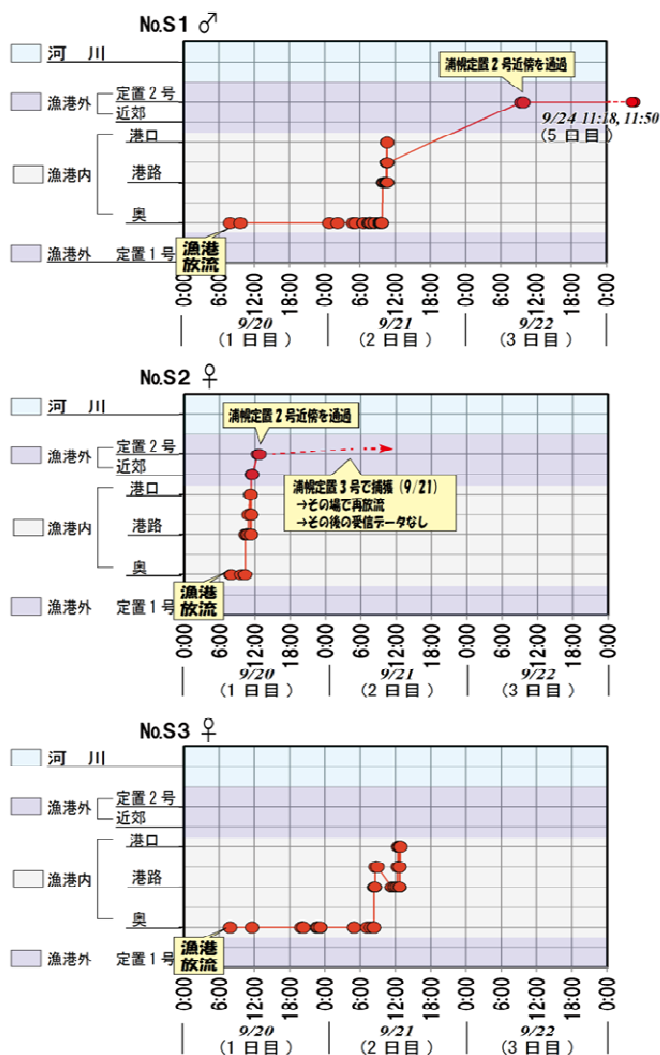 No.S1 ♂
河 川
漁港外
定置2号
近郊
漁港内
港口
港路
奥
漁港外 定置1号
漁港
放流
浦幌定置2号近傍を通過
9/24 11:18, 11:50
(5日目)
0:00 6:00 12:00 18:00 0:00 6:00 12:00 18:00 0:00 6:00 12:00 18:00 0:00
9/20 9/21 9/22
(1日目) (2日目) (3日目)
No.S2 ♀
河 川
漁港外
定置2号
近郊
漁港内
港口
港路
奥
漁港外 定置1号
漁港
放流
浦幌定置2号近傍を通過
浦幌定置3号で捕獲(9/21)
→その場で再放流
→その後の受信データなし
0:00 6:00 12:00 18:00 0:00 6:00 12:00 18:00 0:00 6:00 12:00 18:00 0:00
9/20 9/21 9/22
(1日目) (2日目) (3日目)
No.S3 ♀
河 川
漁港外
定置2号
近郊
漁港内
港口
港路
奥
漁港外 定置1号
漁港
放流
0:00 6:00 12:00 18:00 0:00 6:00 12:00 18:00 0:00 6:00 12:00 18:00 0:00
9/20 9/21 9/22
(1日目) (2日目) (3日目)